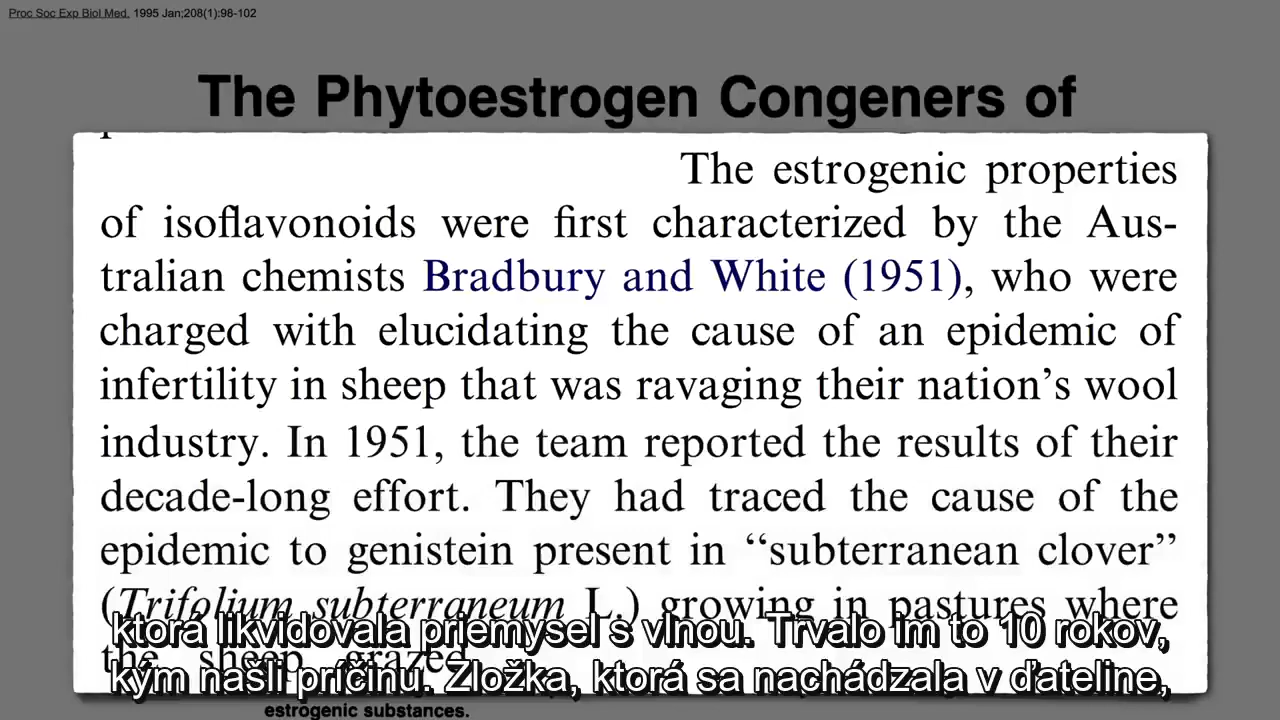 Proc Soc Exp Biol Med. 1995 Jan;208(1):98-102
The Phytoestrogen Congeners of
The estrogenic properties
of isoflavonoids were first characterized by the Aus-
tralian chemists Bradbury and White (1951), who were
charged with elucidating the cause of an epidemic of
infertility in sheep that was ravaging their nation’s wool
industry. In 1951, the team reported the results of their
decade-long effort. They had traced the cause of the
epidemic to genistein present in “subterranean clover”
(Trifolium subterraneum L.) growing in pastures where
the sheep grazed
ktorá likvidovala priemysel s vlnou. Trvalo im to 10 rokov,
kým našli príčinu. Zložka, ktorá sa nachádzala v ďateline,
estrogenic substances.